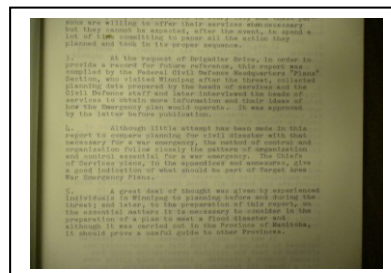 men are willing to offer their services when necessary
but they cannot be expected, after the event, to spend a
lot of time committing to paper all the action they
planned and took in its proper sequence.
3. At the request of Brigadier Brice, in order to
provide a record for future reference, this report was
compiled by the Federal Civil Defence Headquarters "Plans"
Section, who visited Winnipeg after the threat, collected
planning data prepared by the heads of services and the
Civil Defence staff and later interviewed the heads of
services to obtain more information and their ideas of
how the Emergency plan would operate. It was approved
by the latter before publication.
4. Although little attempt has been made in this
report to compare planning for civil disaster with that
necessary for a war emergency, the method of control and
organization follow closely the pattern of organization
and control essential for a war emergency. The Chiefs
of Services plans, in the appendices and annexures, give
a good indication of what should be part of Target Area
War Emergency Plans.
5. A great deal of thought was given by experienced
individuals in Winnipeg to planning before and during the
threat; and later, to the preparation of this report, on
the essential matters it is necessary to consider in the
preparation of a plan to meet a flood disaster and
although it was carried out in the Province of Manitoba,
it should prove a useful guide to other Provinces.